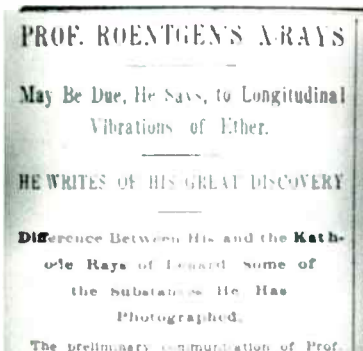 PROF. ROENTGEN'S X-RAYS
May Be Due, He Says, to Longitudinal
Vibrations of Ether.
HE WRITES OF HIS GREAT DISCOVERY
Difference Between His and the Kath-
ode Rays of Lenard Some of
the Substances He Has
Photographed.
The preliminary communication of Prof.